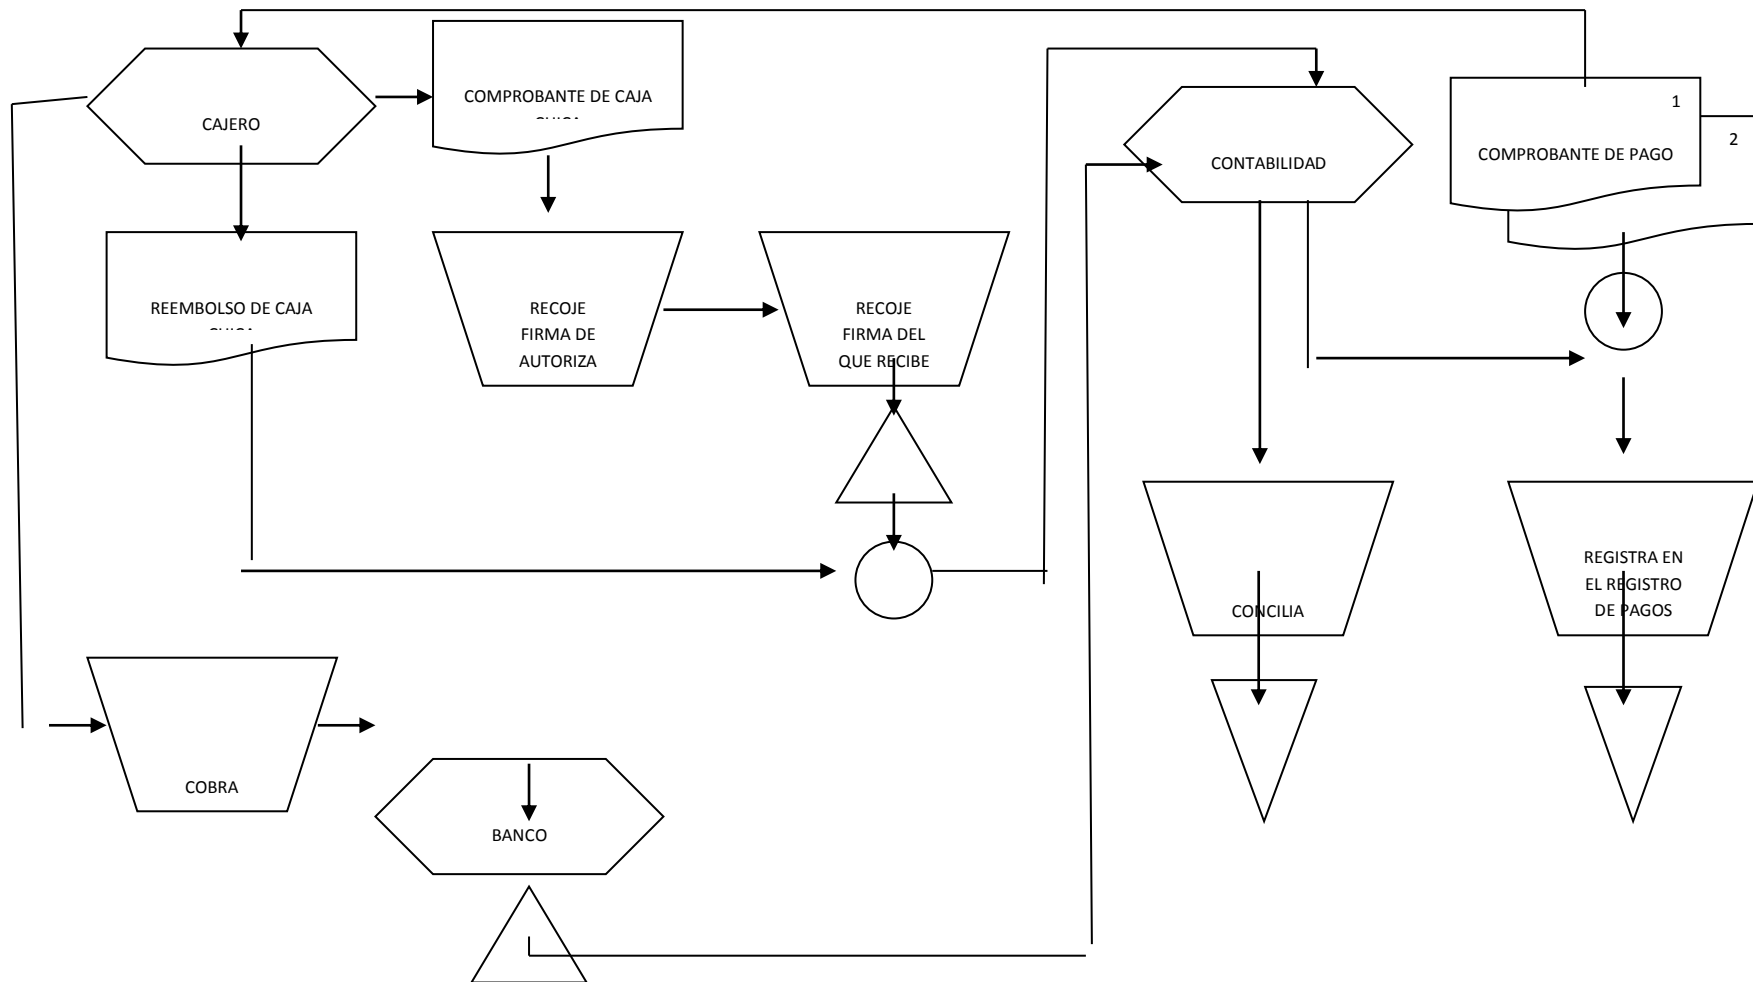 COMPROBANTE DE CAJA
CAJERO
1
2
COMPROBANTE DE PAGO
CONTABILIDAD
REEMBOLSO DE CAJA
RECOJE
FIRMA DE
AUTORIZA
RECOJE
FIRMA DEL
QUE RECIBE
CONCILIA
REGISTRA EN
EL REGISTRO
DE PAGOS
COBRA
BANCO